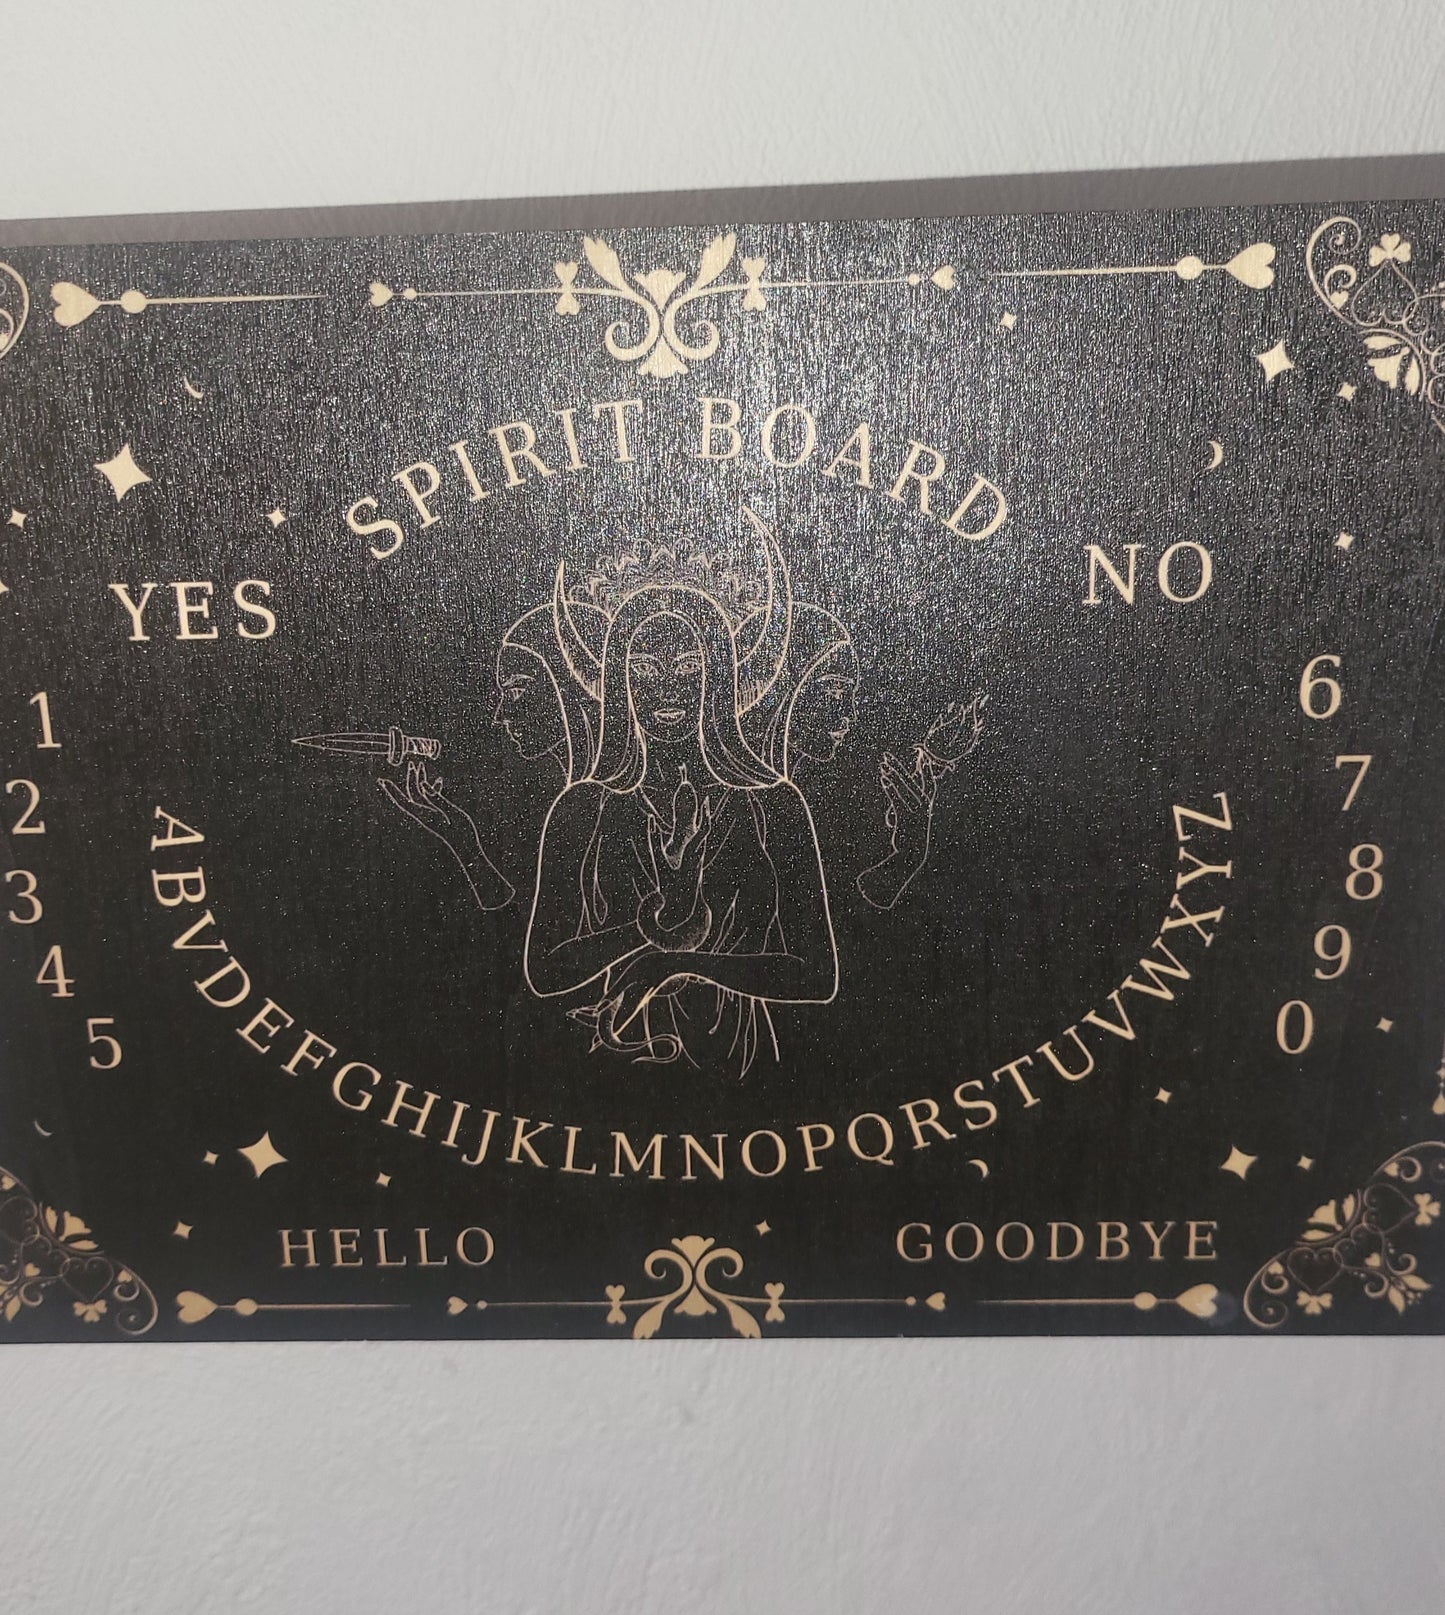 SPIRIT BOARD
YES
NO
1
2
3
4
5
6
7
8
9
0
ABVDEFGHIJKLMNOPQRSTUVWXYZ
HELLO
GOODBYE